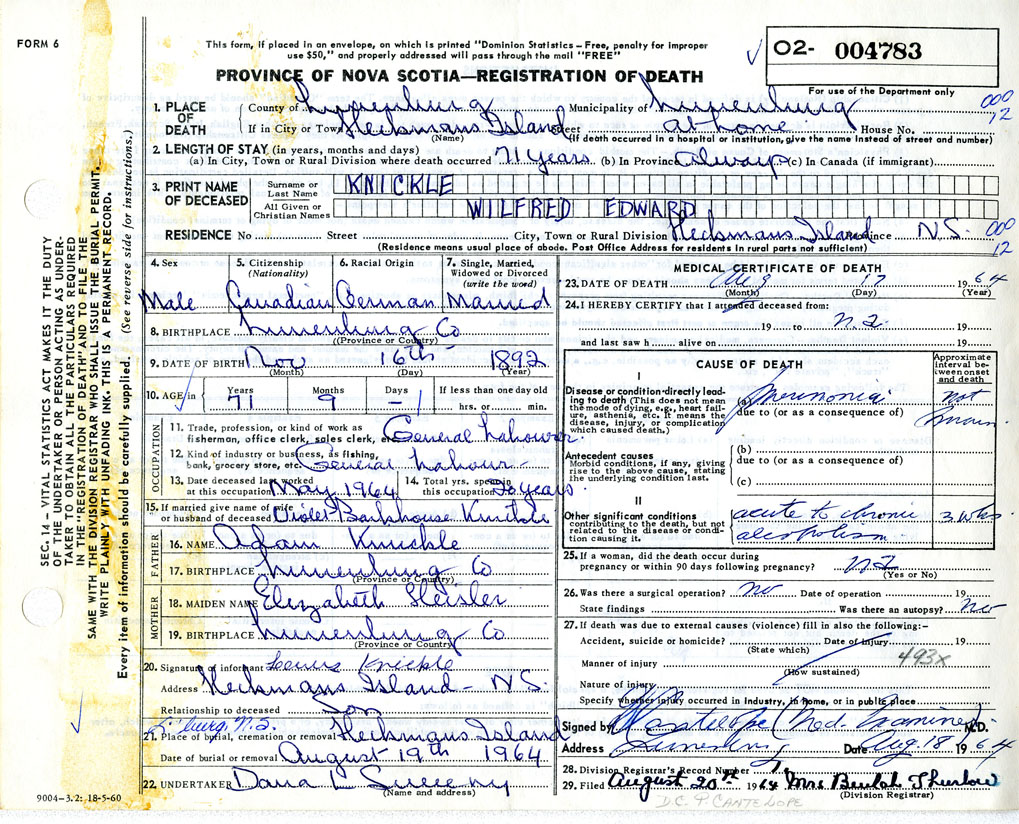 FORM 6
This form, if placed in an envelope, on which is printed "Dominion Statistics – Free, penalty for improper
use $50," and properly addressed will pass through the mail "FREE"
PROVINCE OF NOVA SCOTIA—REGISTRATION OF DEATH
02- 004783
For use of the Department only
1. PLACE OF DEATH County of Lunenburg Municipality of Lunenburg 000 12
If in City or Town Heckmans Island Street at home House No.
(Name) (If death occurred in a hospital or institution, give the name instead of street and number)
2. LENGTH OF STAY (in years, months and days)
(a) In City, Town or Rural Division where death occurred 71 years (b) In Province always (c) In Canada (if immigrant)
3. PRINT NAME OF DECEASED Surname or Last Name KNICKLE
All Given or Christian Names WILFRED EDWARD
RESIDENCE No Street City, Town or Rural Division Heckmans Island Province N.S. 000 12
(Residence means usual place of abode. Post Office Address for residents in rural parts not sufficient)
4. Sex Male
5. Citizenship (Nationality) Canadian
6. Racial Origin German
7. Single, Married, Widowed or Divorced (write the word) Married
8. BIRTHPLACE Lunenburg Co
(Province or Country)
9. DATE OF BIRTH Nov 16th 1892
(Month) (Day) (Year)
10. AGE in Years 71 Months 9 Days 1 If less than one day old hrs. or min.
OCCUPATION
11. Trade, profession, or kind of work as fisherman, office clerk, sales clerk, etc. General Labourer
12. Kind of industry or business, as fishing, bank, grocery store, etc. General Labour
13. Date deceased last worked at this occupation May 1964
14. Total yrs. spent in this occupation 20 years
15. If married give name of wife or husband of deceased Violet Barkhouse Knickle
FATHER
16. NAME Adam Knickle
17. BIRTHPLACE Lunenburg Co
(Province or Country)
MOTHER
18. MAIDEN NAME Elizabeth Heisler
19. BIRTHPLACE Lunenburg Co
(Province or Country)
20. Signature of informant Knickle
Address Heckmans Island - N.S.
Relationship to deceased Son
L'burg, N.S.
21. Place of burial, cremation or removal Heckmans Island
Date of burial or removal August 19th 1964
22. UNDERTAKER Dana L Sweeny
(Name and address)
MEDICAL CERTIFICATE OF DEATH
23. DATE OF DEATH Aug 17 1964
(Month) (Day) (Year)
24. I HEREBY CERTIFY that I attended deceased from:
19 to N.A. 19
and last saw h alive on 19
CAUSE OF DEATH
Approximate interval between onset and death
I
Disease or condition directly leading to death (This does not mean the mode of dying, e.g., heart failure, asthenia, etc. It means the disease, injury, or complication which caused death.)
(a) Pneumonia not known
due to (or as a consequence of)
Antecedent causes
Morbid conditions, if any, giving rise to the above cause, stating the underlying condition last.
(b)
due to (or as a consequence of)
(c)
II
Other significant conditions contributing to the death, but not related to the disease or condition causing it.
acute & chronic 3 wks
alcoholism
25. If a woman, did the death occur during pregnancy or within 90 days following pregnancy? N.A.
(Yes or No)
26. Was there a surgical operation? no Date of operation 19
State findings Was there an autopsy? no
27. If death was due to external causes (violence) fill in also the following:-
Accident, suicide or homicide? Date of injury 19
(State which) 493x
Manner of injury
(How sustained)
Nature of injury
Specify whether injury occurred in Industry, in home, or in public place
Signed by Cantelope (Med. Examiner) M.D.
Address Lunenburg Date Aug. 18 1964
28. Division Registrar's Record Number
29. Filed August 20th 1964 Mrs Beulah Thurlow
(Division Registrar)
D.C. P. CANTELOPE
SEC. 14 – VITAL STATISTICS ACT MAKES IT THE DUTY
OF THE UNDERTAKER OR PERSON ACTING AS UNDER-
TAKER TO OBTAIN ALL THE PARTICULARS REQUIRED
IN THE "REGISTRATION OF DEATH" AND TO FILE THE
SAME WITH THE DIVISION REGISTRAR WHO SHALL ISSUE THE BURIAL PERMIT.
WRITE PLAINLY WITH UNFADING INK. THIS IS A PERMANENT RECORD.
Every item of information should be carefully supplied. (See reverse side for instructions.)
9004-3.2: 18-5-60